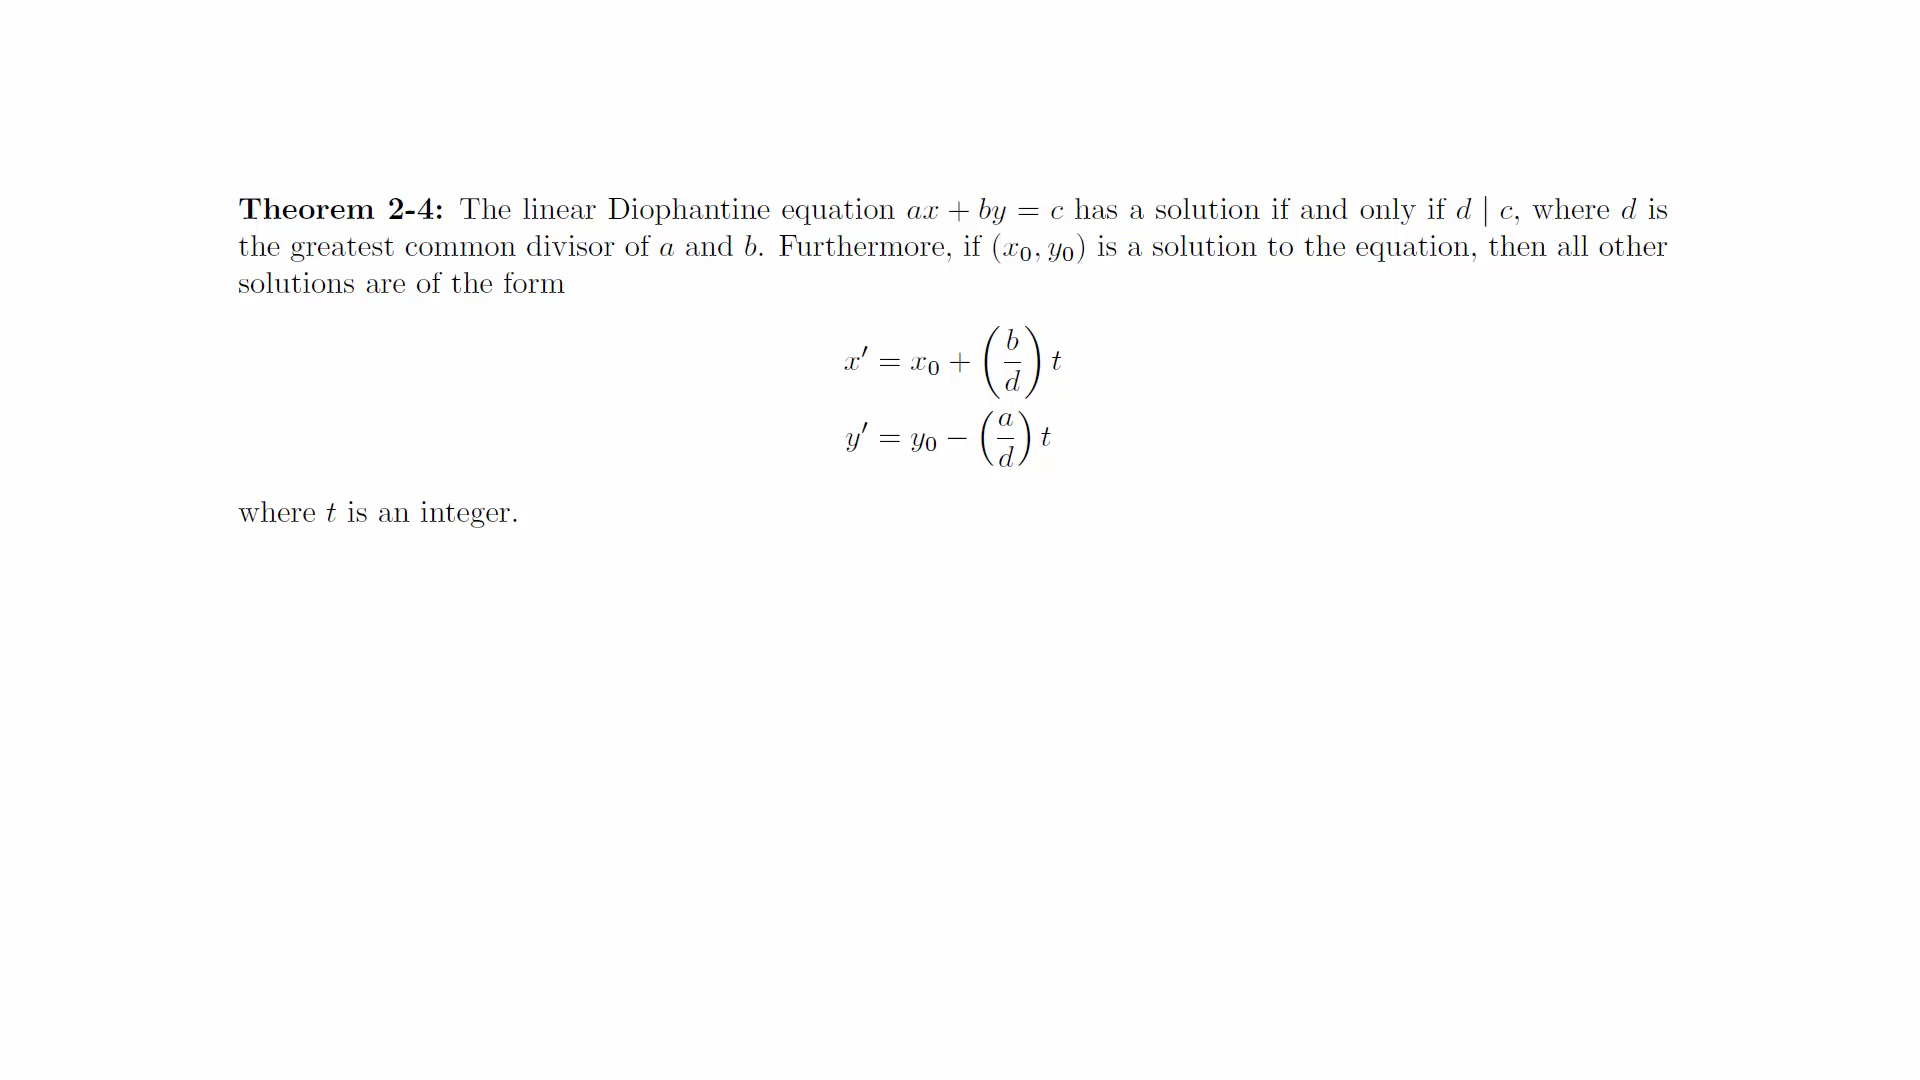 Theorem 2-4: The linear Diophantine equation ax + by = c has a solution if and only if d | c, where d is
the greatest common divisor of a and b. Furthermore, if (x₀, y₀) is a solution to the equation, then all other
solutions are of the form
x′ = x₀ + (b/d) t
y′ = y₀ − (a/d) t
where t is an integer.